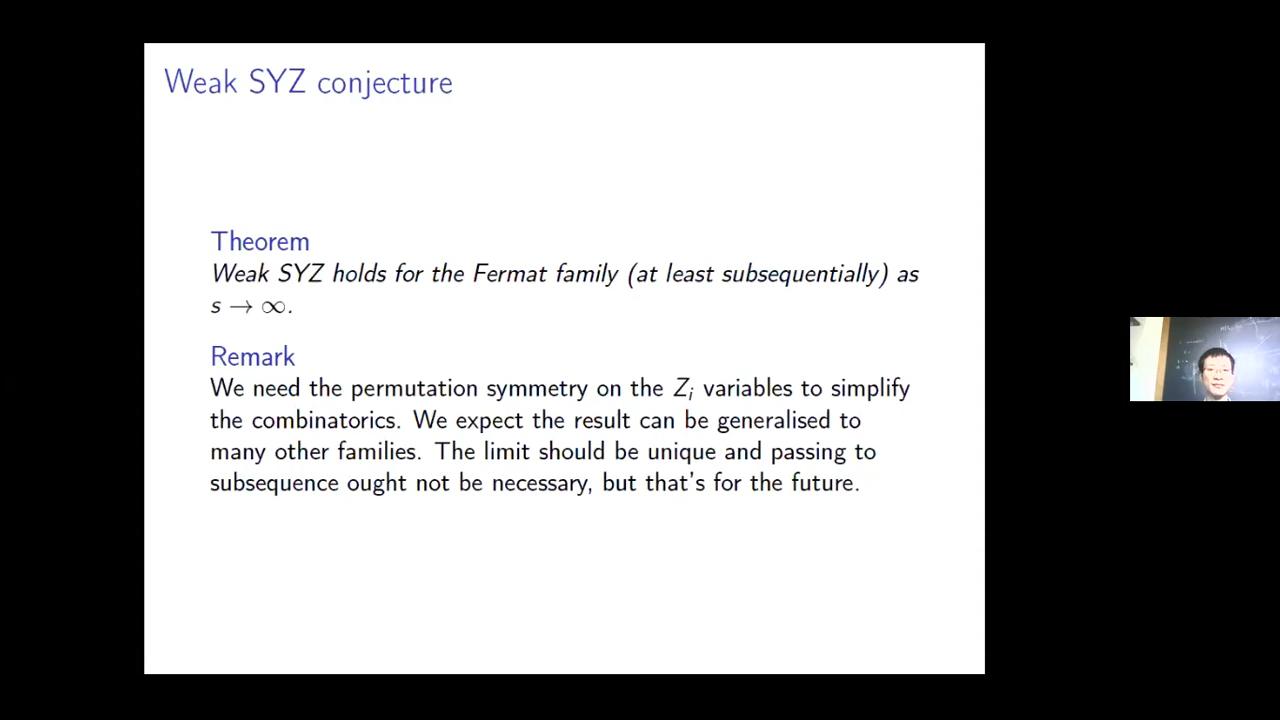 Weak SYZ conjecture
Theorem
Weak SYZ holds for the Fermat family (at least subsequentially) as
s → ∞.
Remark
We need the permutation symmetry on the Zᵢ variables to simplify
the combinatorics. We expect the result can be generalised to
many other families. The limit should be unique and passing to
subsequence ought not be necessary, but that's for the future.